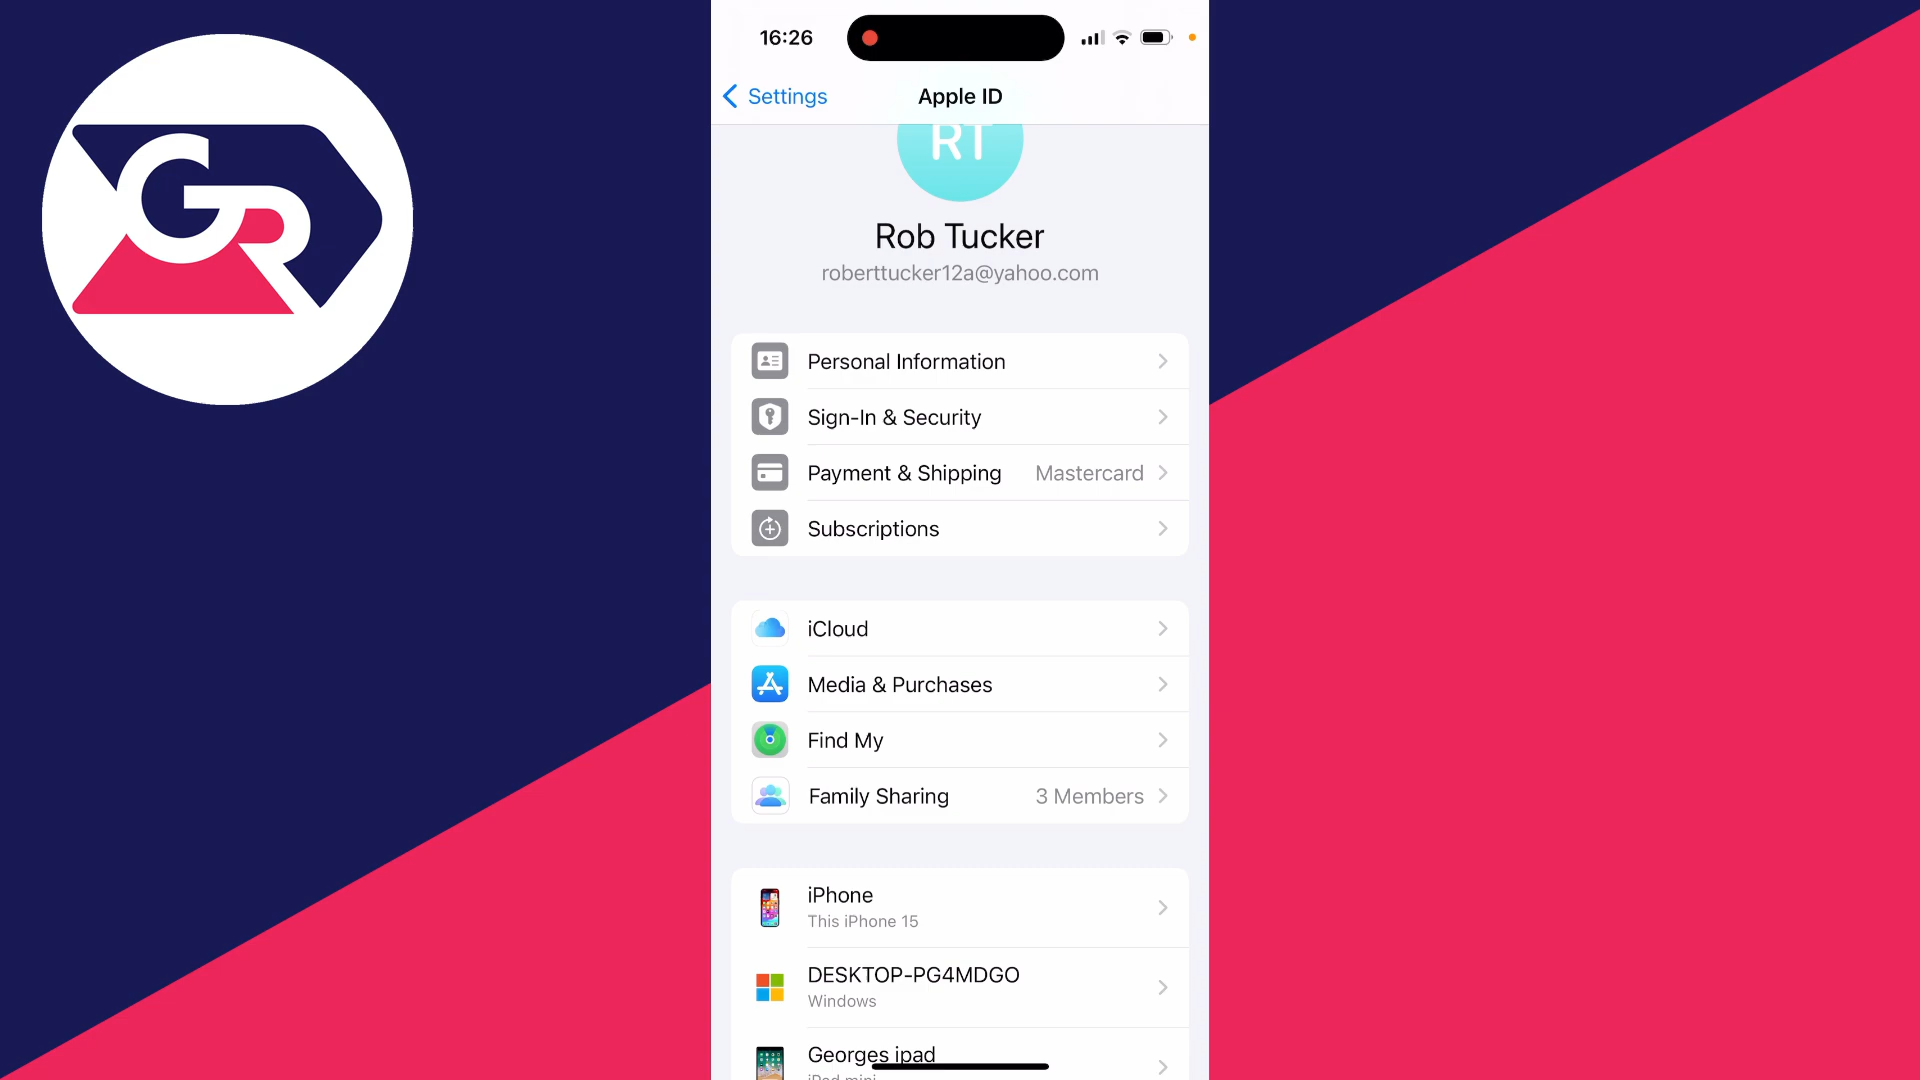 16:26
Settings
Apple ID
RT
Rob Tucker
roberttucker12a@yahoo.com
GR
Personal Information
Sign-In & Security
Payment & Shipping Mastercard
Subscriptions
iCloud
Media & Purchases
Find My
Family Sharing 3 Members
iPhone
This iPhone 15
DESKTOP-PG4MDGO
Windows
Georges ipad
iPad mini